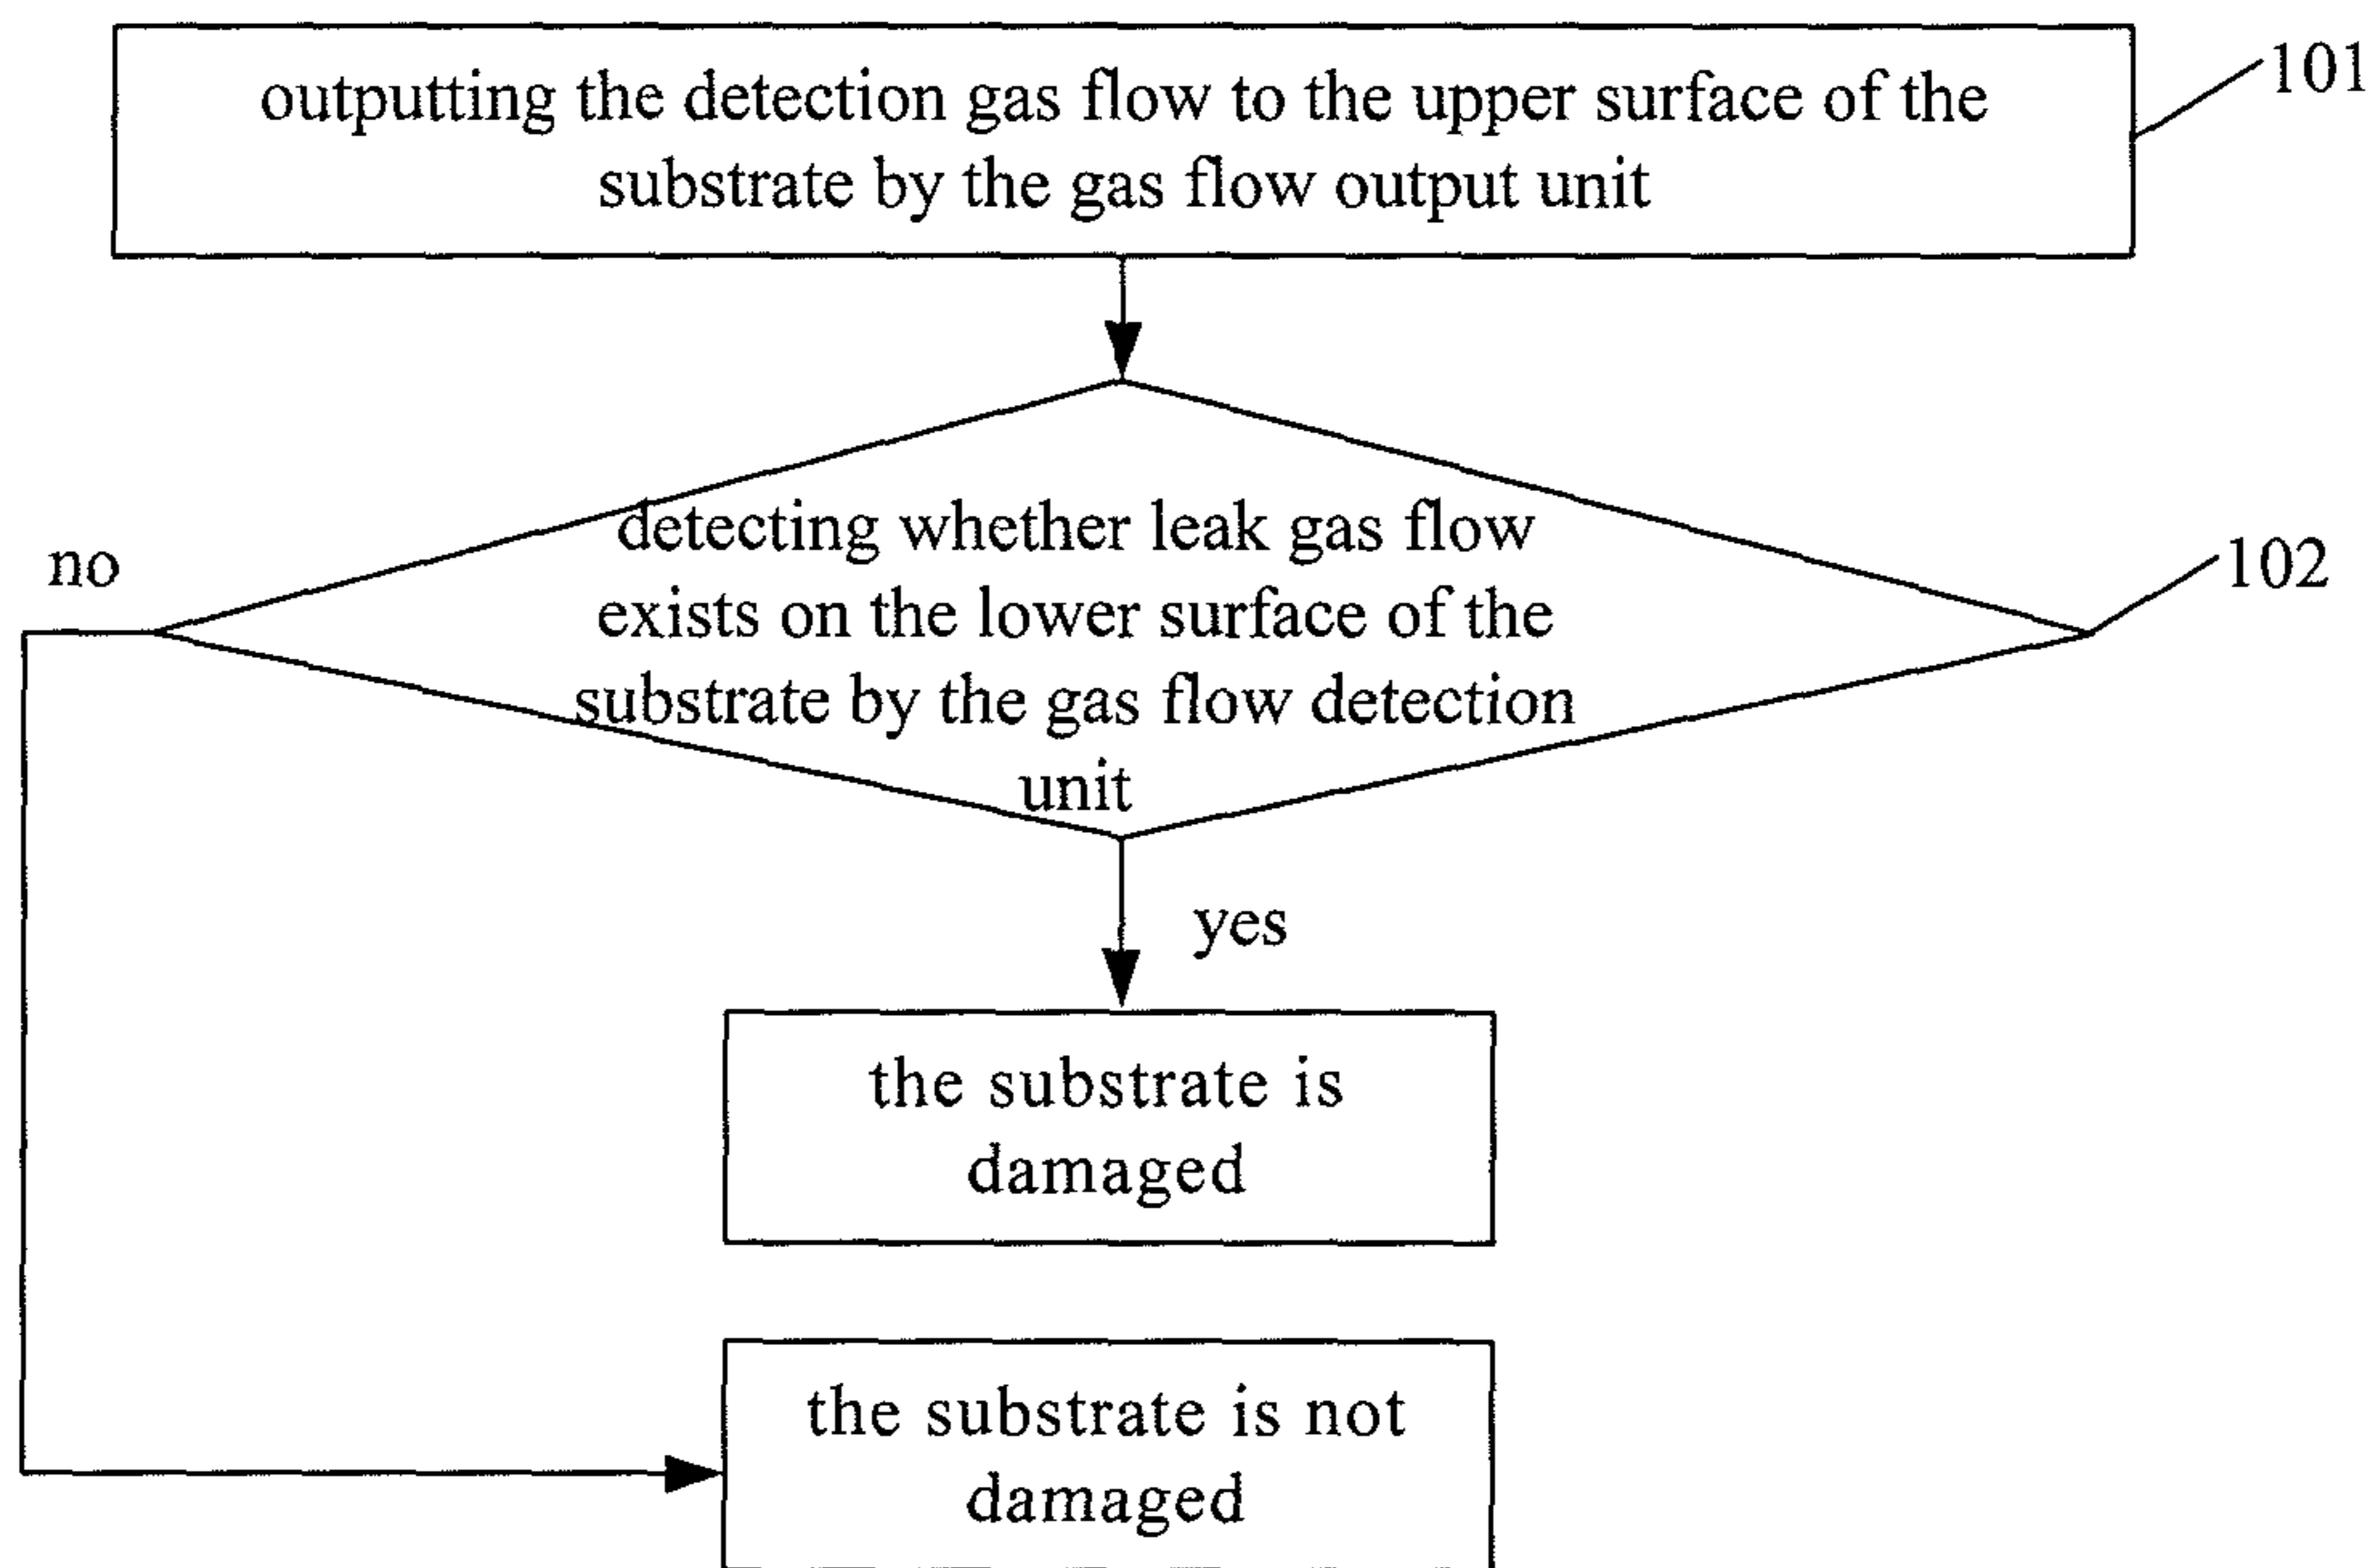 outputting the detection gas flow to the upper surface of the
substrate by the gas flow output unit
101
detecting whether leak gas flow
exists on the lower surface of the
substrate by the gas flow detection
unit
102
no
yes
the substrate is
damaged
the substrate is not
damaged